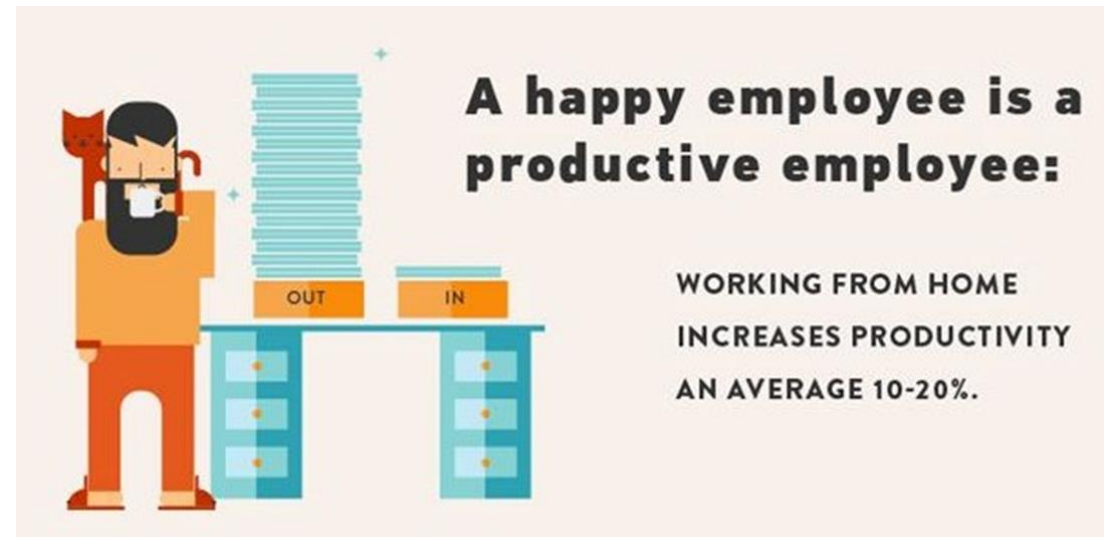 A happy employee is a
productive employee:
WORKING FROM HOME
INCREASES PRODUCTIVITY
AN AVERAGE 10-20%.
OUT
IN